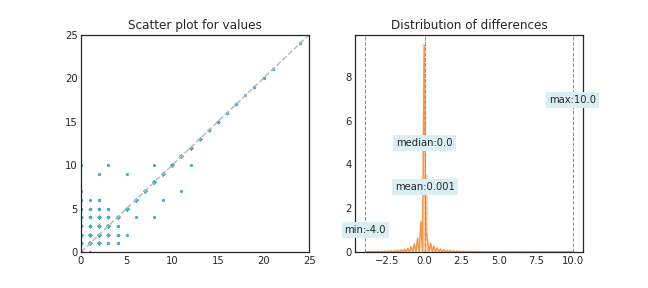 Scatter plot for values
25
20
15
10
5
0
0 5 10 15 20 25
Distribution of differences
8
6
4
2
0
max:10.0
median:0.0
mean:0.001
min:-4.0
−2.5 0.0 2.5 5.0 7.5 10.0